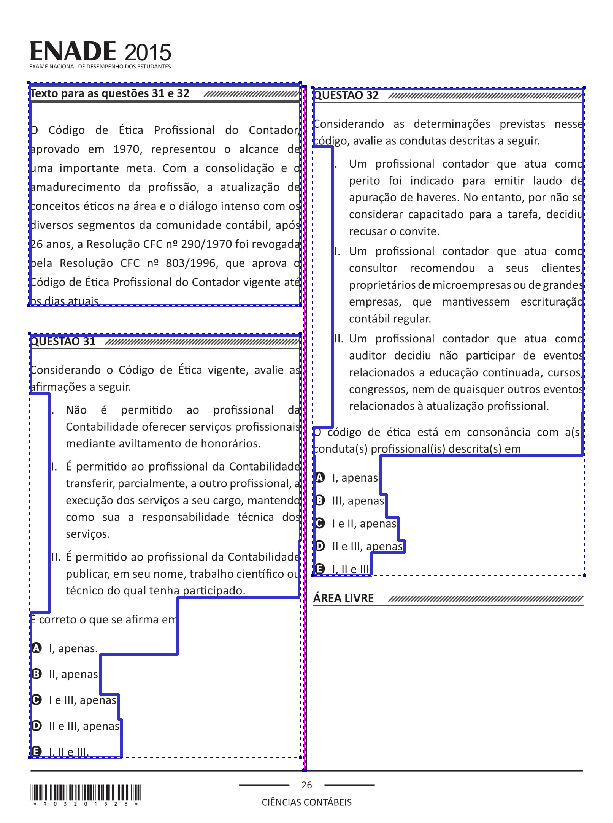 ENADE 2015
EXAME NACIONAL DE DESEMPENHO DOS ESTUDANTES
Texto para as questões 31 e 32
O Código de Ética Profissional do Contador,
aprovado em 1970, representou o alcance de
uma importante meta. Com a consolidação e o
amadurecimento da profissão, a atualização de
conceitos éticos na área e o diálogo intenso com os
diversos segmentos da comunidade contábil, após
26 anos, a Resolução CFC nº 290/1970 foi revogada
pela Resolução CFC nº 803/1996, que aprova o
Código de Ética Profissional do Contador vigente até
os dias atuais.
QUESTÃO 31
Considerando o Código de Ética vigente, avalie as
afirmações a seguir.
I. Não é permitido ao profissional da
Contabilidade oferecer serviços profissionais
mediante aviltamento de honorários.
II. É permitido ao profissional da Contabilidade
transferir, parcialmente, a outro profissional, a
execução dos serviços a seu cargo, mantendo
como sua a responsabilidade técnica dos
serviços.
III. É permitido ao profissional da Contabilidade
publicar, em seu nome, trabalho científico ou
técnico do qual tenha participado.
É correto o que se afirma em
A I, apenas.
B II, apenas.
C I e III, apenas.
D II e III, apenas.
E I, II e III.
QUESTÃO 32
Considerando as determinações previstas nesse
código, avalie as condutas descritas a seguir.
I. Um profissional contador que atua como
perito foi indicado para emitir laudo de
apuração de haveres. No entanto, por não se
considerar capacitado para a tarefa, decidiu
recusar o convite.
II. Um profissional contador que atua como
consultor recomendou a seus clientes,
proprietários de microempresas ou de grandes
empresas, que mantivessem escrituração
contábil regular.
III. Um profissional contador que atua como
auditor decidiu não participar de eventos
relacionados a educação continuada, cursos,
congressos, nem de quaisquer outros eventos
relacionados à atualização profissional.
O código de ética está em consonância com a(s)
conduta(s) profissional(is) descrita(s) em
A I, apenas.
B III, apenas.
C I e II, apenas.
D II e III, apenas.
E I, II e III.
ÁREA LIVRE
26
CIÊNCIAS CONTÁBEIS